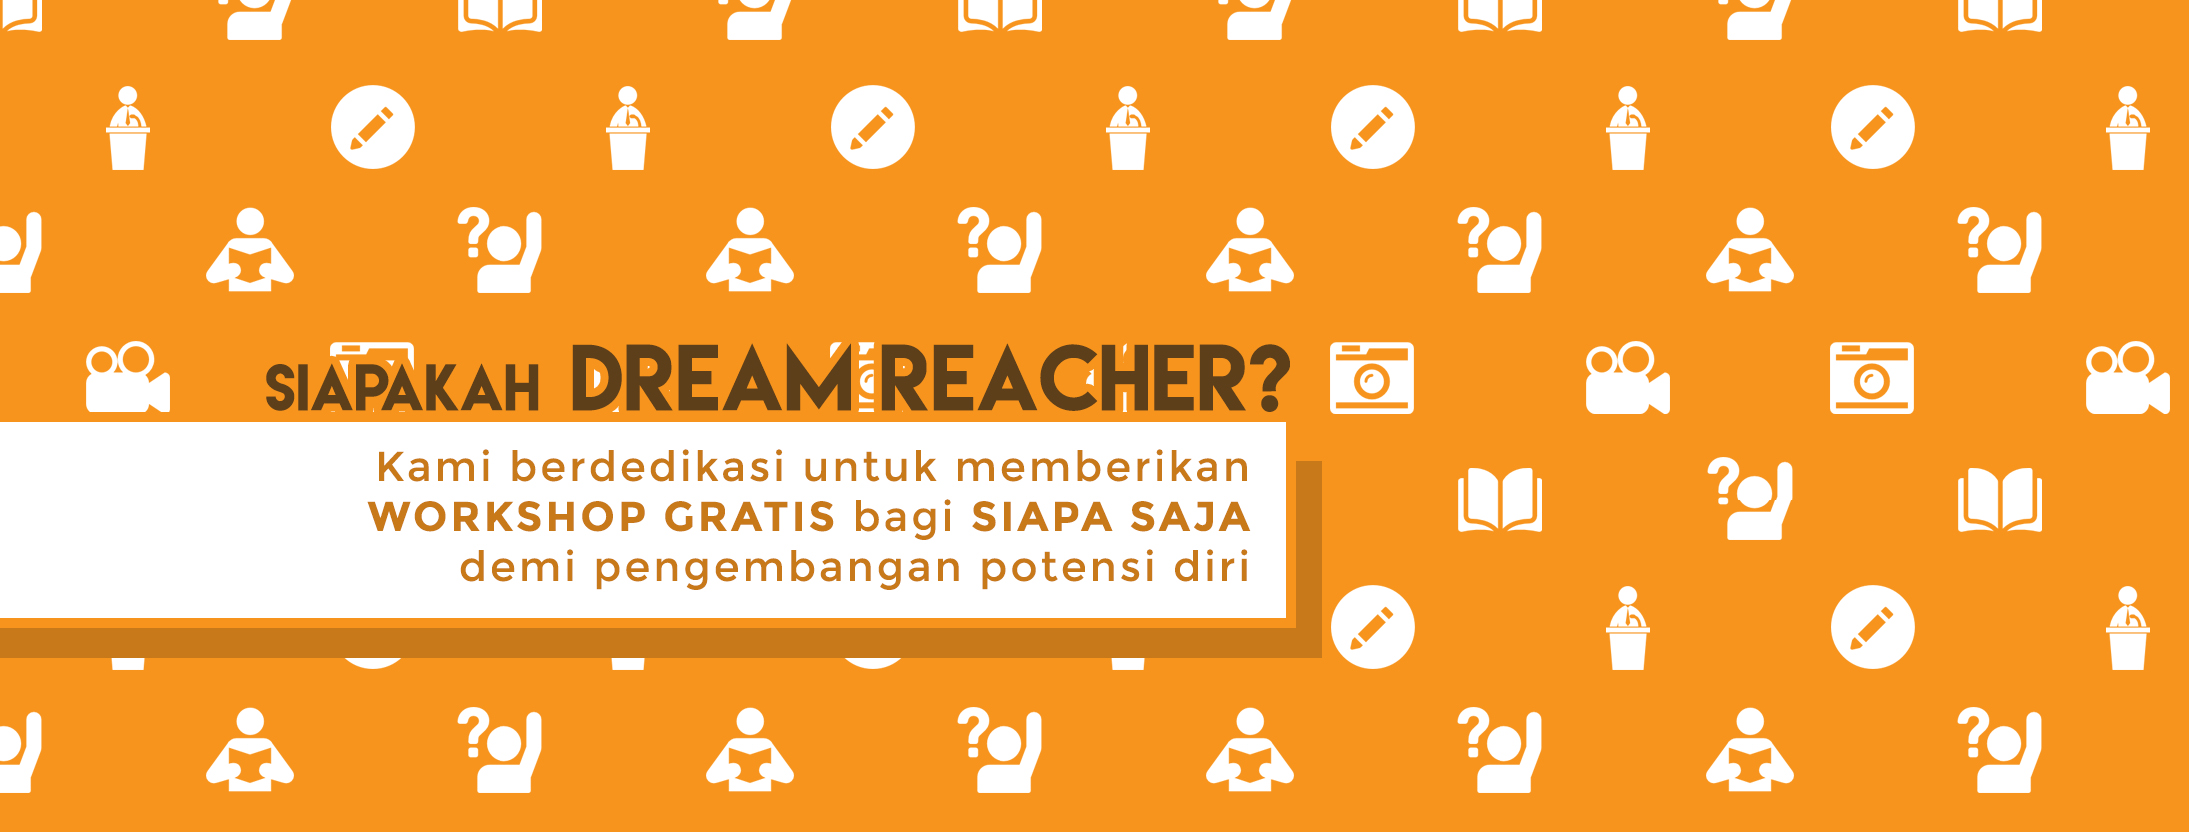 SIAPAKAH DREAM REACHER?
Kami berdedikasi untuk memberikan
WORKSHOP GRATIS bagi SIAPA SAJA
demi pengembangan potensi diri